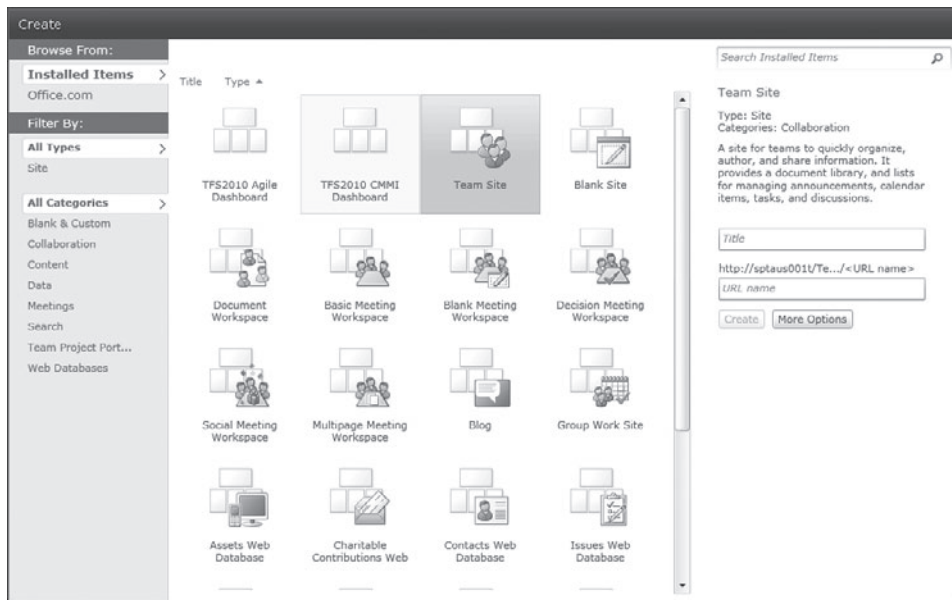 Create
Browse From:
Installed Items
Office.com
Filter By:
All Types
Site
All Categories
Blank & Custom
Collaboration
Content
Data
Meetings
Search
Team Project Port...
Web Databases
Title Type
TFS2010 Agile
Dashboard
TFS2010 CMMI
Dashboard
Team Site
Blank Site
Document
Workspace
Basic Meeting
Workspace
Blank Meeting
Workspace
Decision Meeting
Workspace
Social Meeting
Workspace
Multipage Meeting
Workspace
Blog
Group Work Site
Assets Web
Database
Charitable
Contributions Web
Contacts Web
Database
Issues Web
Database
Search Installed Items
Team Site
Type: Site
Categories: Collaboration
A site for teams to quickly organize,
author, and share information. It
provides a document library, and lists
for managing announcements, calendar
items, tasks, and discussions.
Title
http://sptaus001t/Te.../<URL name>
URL name
Create More Options